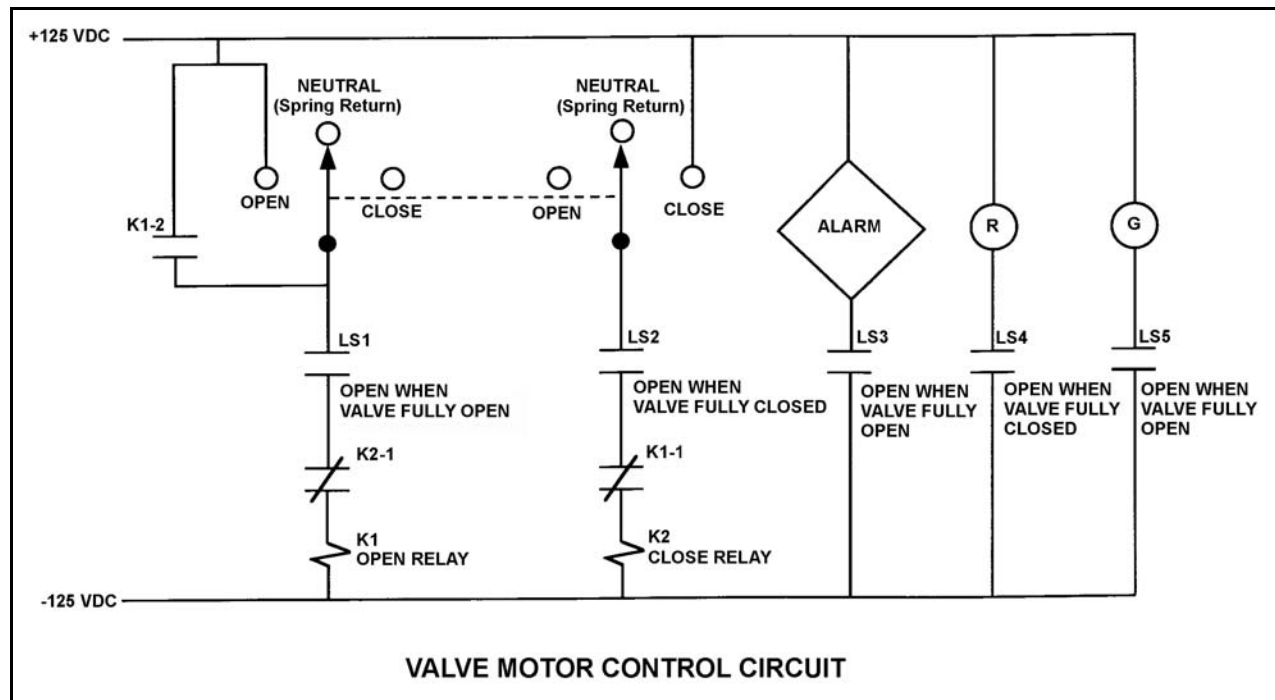 +125 VDC
NEUTRAL
(Spring Return)
NEUTRAL
(Spring Return)
OPEN
CLOSE
OPEN
CLOSE
K1-2
ALARM
R
G
LS1
OPEN WHEN
VALVE FULLY OPEN
LS2
OPEN WHEN
VALVE FULLY CLOSED
LS3
OPEN WHEN
VALVE FULLY
OPEN
LS4
OPEN WHEN
VALVE FULLY
CLOSED
LS5
OPEN WHEN
VALVE FULLY
OPEN
K2-1
K1-1
K1
OPEN RELAY
K2
CLOSE RELAY
-125 VDC
VALVE MOTOR CONTROL CIRCUIT